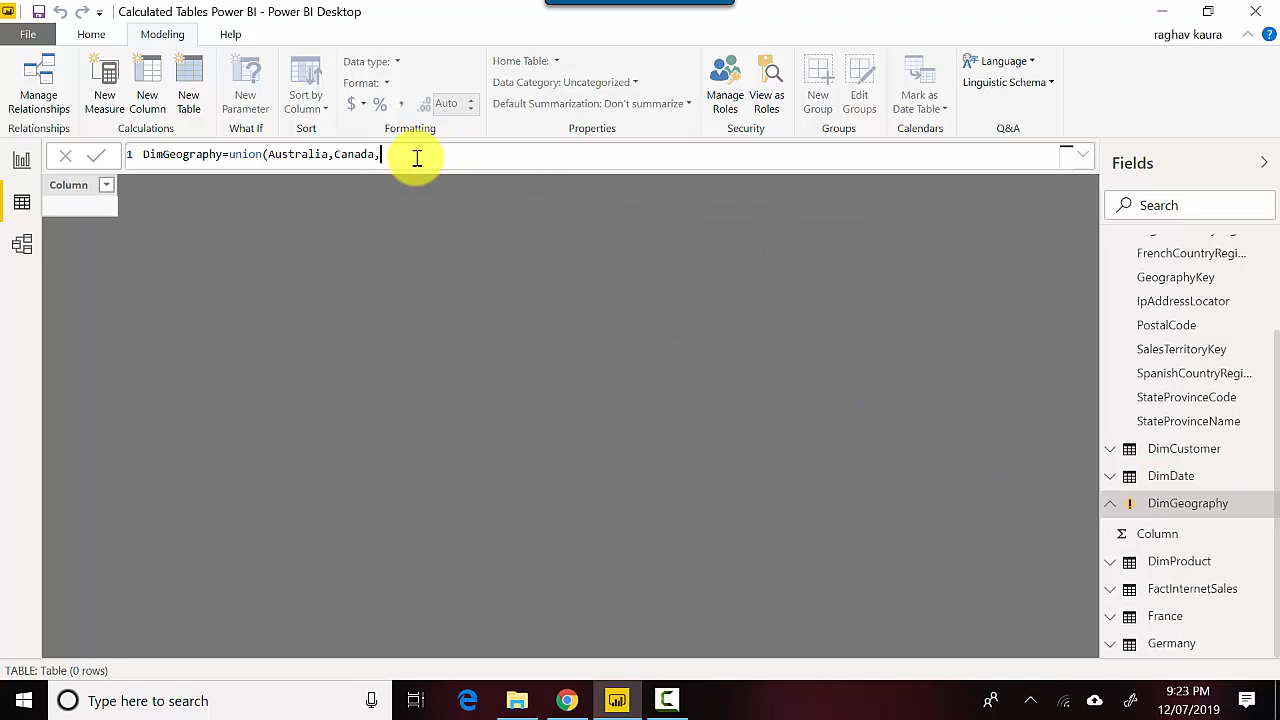 Calculated Tables Power BI - Power BI Desktop
File
Home
Modeling
Help
raghav kaura
Manage
Relationships
Relationships
New
Measure
New
Column
New
Table
Calculations
New
Parameter
What If
Sort by
Column
Sort
Data type:
Format:
$ % , .00 Auto
Formatting
Home Table:
Data Category: Uncategorized
Default Summarization: Don't summarize
Properties
Manage
Roles
View as
Roles
Security
New
Group
Edit
Groups
Groups
Mark as
Date Table
Calendars
Language
Linguistic Schema
Q&A
1 DimGeography=union(Australia,Canada,
Column
Fields
Search
FrenchCountryRegi...
GeographyKey
IpAddressLocator
PostalCode
SalesTerritoryKey
SpanishCountryRegi...
StateProvinceCode
StateProvinceName
DimCustomer
DimDate
DimGeography
Σ Column
DimProduct
FactInternetSales
France
Germany
TABLE: Table (0 rows)
Type here to search
9:23 PM
12/07/2019